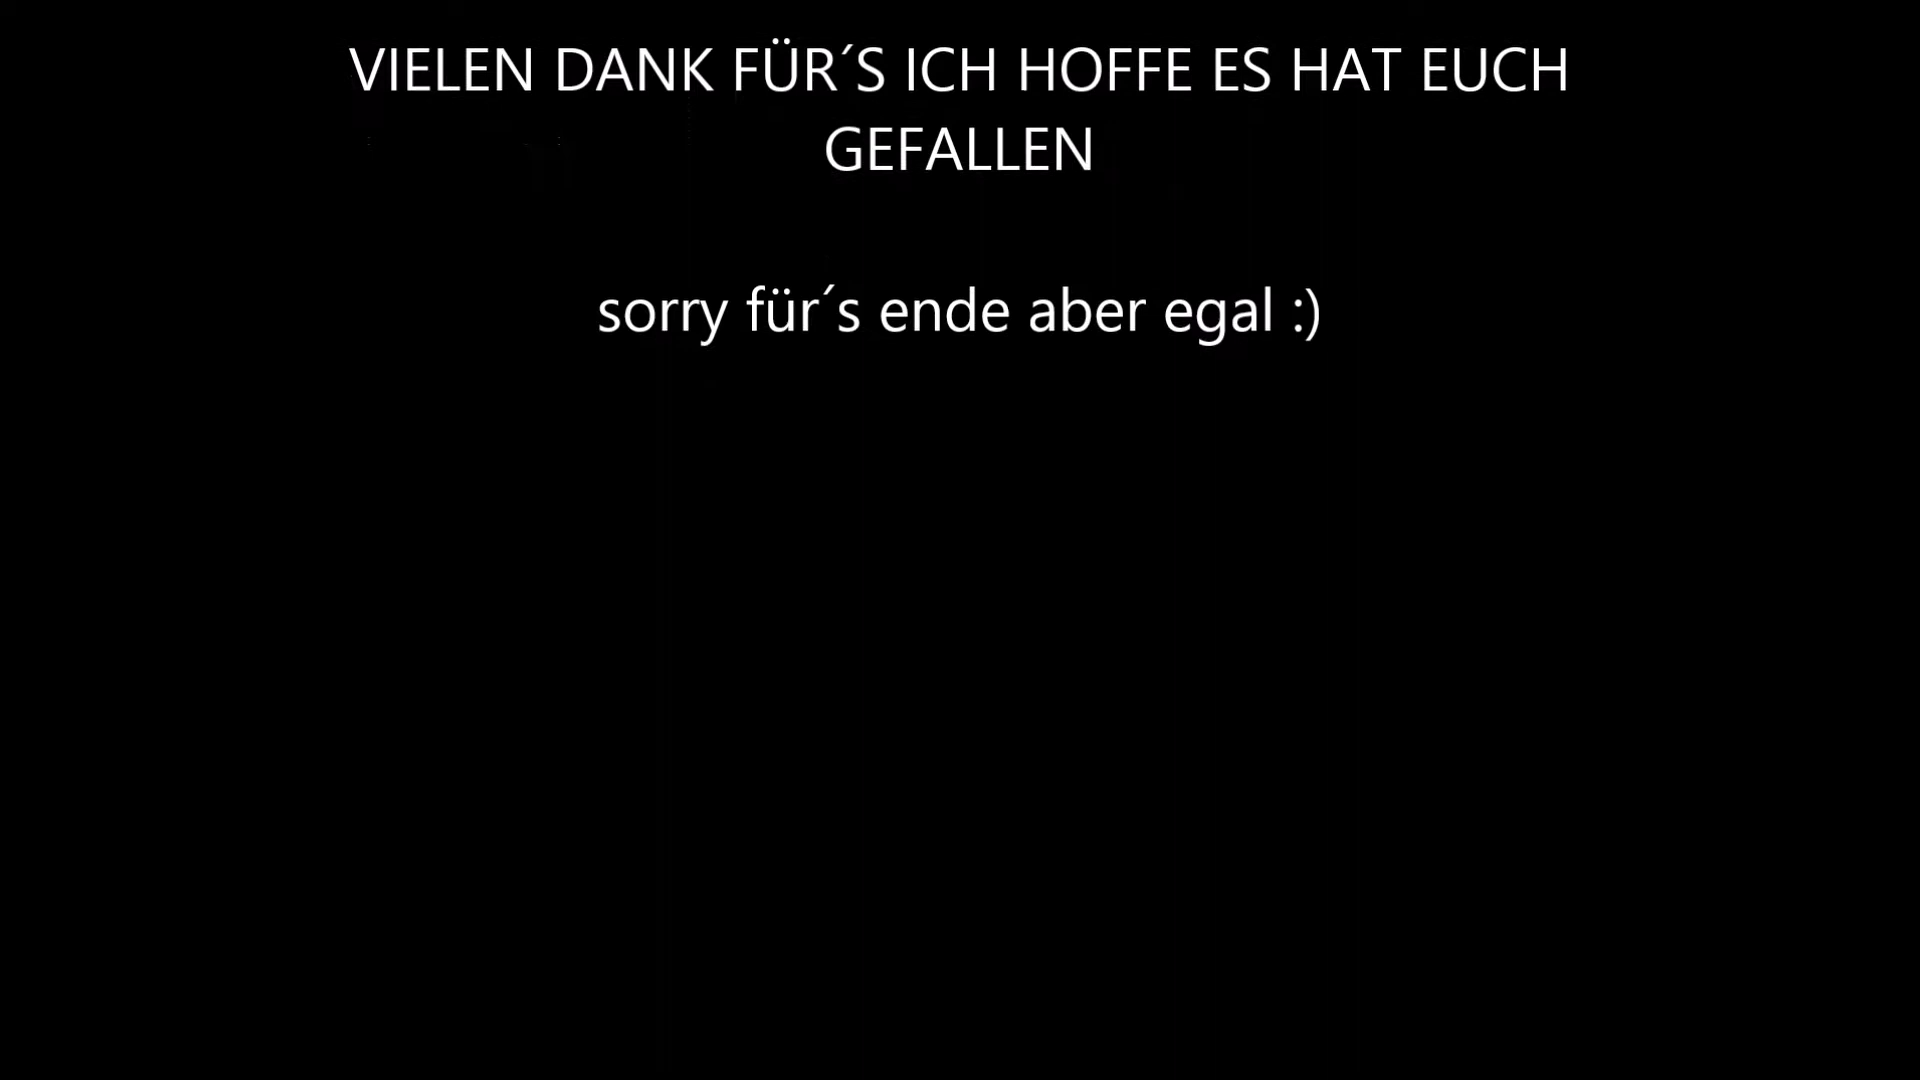 VIELEN DANK FÜR´S ICH HOFFE ES HAT EUCH
GEFALLEN
sorry für´s ende aber egal :)